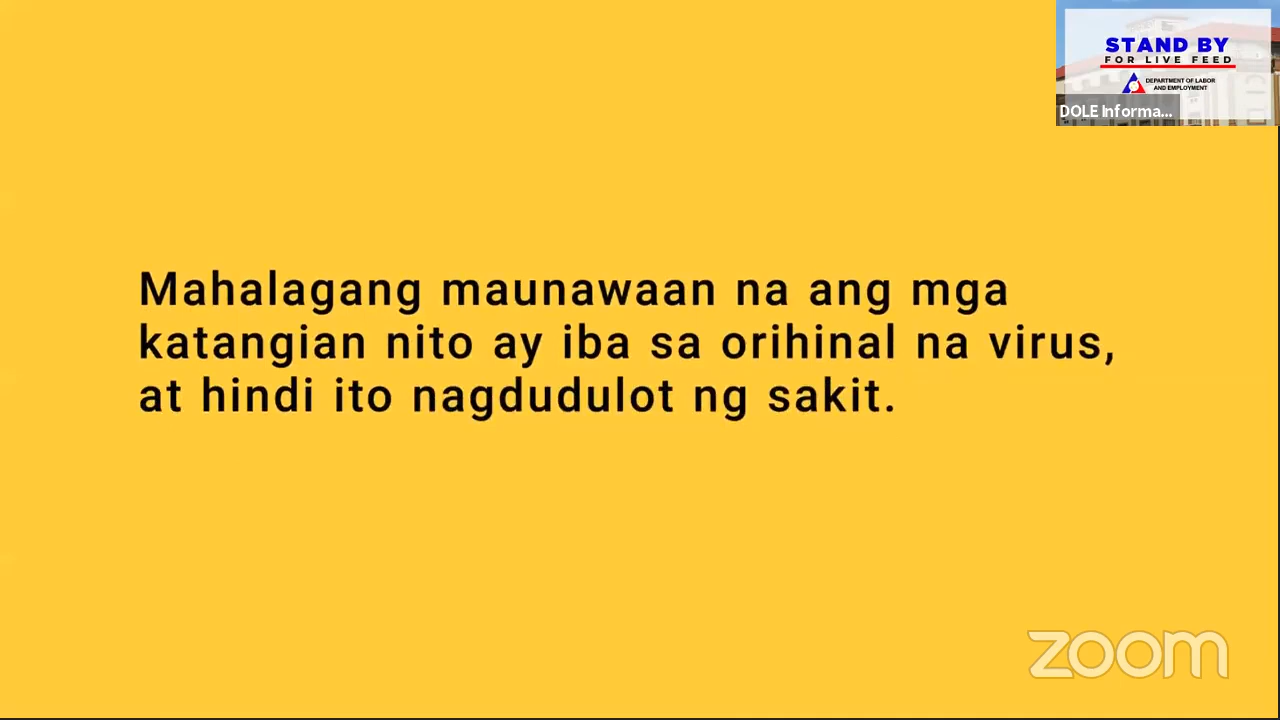 STAND BY
FOR LIVE FEED
DEPARTMENT OF LABOR
AND EMPLOYMENT
DOLE Informa...
Mahalagang maunawaan na ang mga
katangian nito ay iba sa orihinal na virus,
at hindi ito nagdudulot ng sakit.
zoom